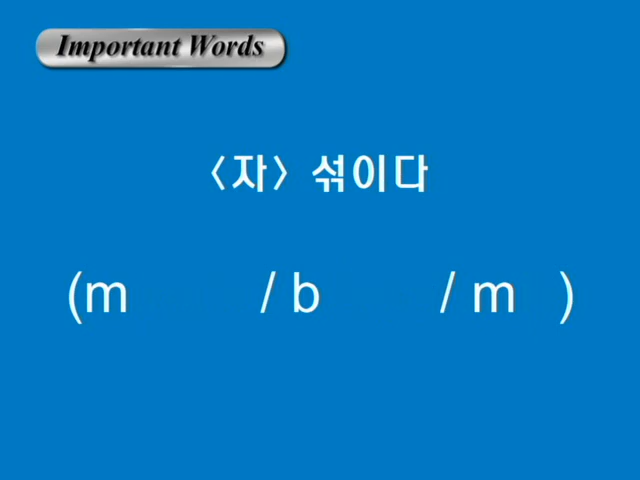 Important Words
〈자〉 섞이다
(m / b / m )